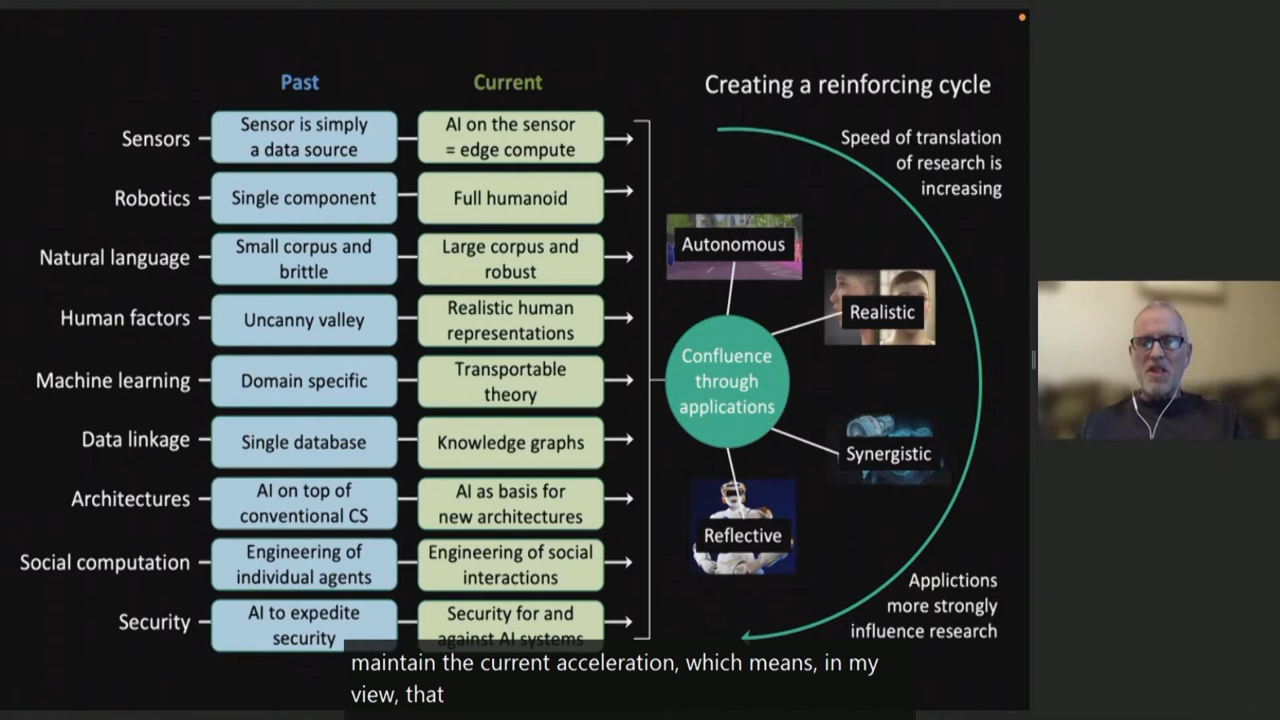 Past
Current
Creating a reinforcing cycle
Sensors
Sensor is simply
a data source
AI on the sensor
= edge compute
Robotics
Single component
Full humanoid
Natural language
Small corpus and
brittle
Large corpus and
robust
Human factors
Uncanny valley
Realistic human
representations
Machine learning
Domain specific
Transportable
theory
Data linkage
Single database
Knowledge graphs
Architectures
AI on top of
conventional CS
AI as basis for
new architectures
Social computation
Engineering of
individual agents
Engineering of social
interactions
Security
AI to expedite
security
Security for and
against AI systems
Speed of translation
of research is
increasing
Autonomous
Realistic
Confluence
through
applications
Synergistic
Reflective
Applictions
more strongly
influence research
maintain the current acceleration, which means, in my
view, that